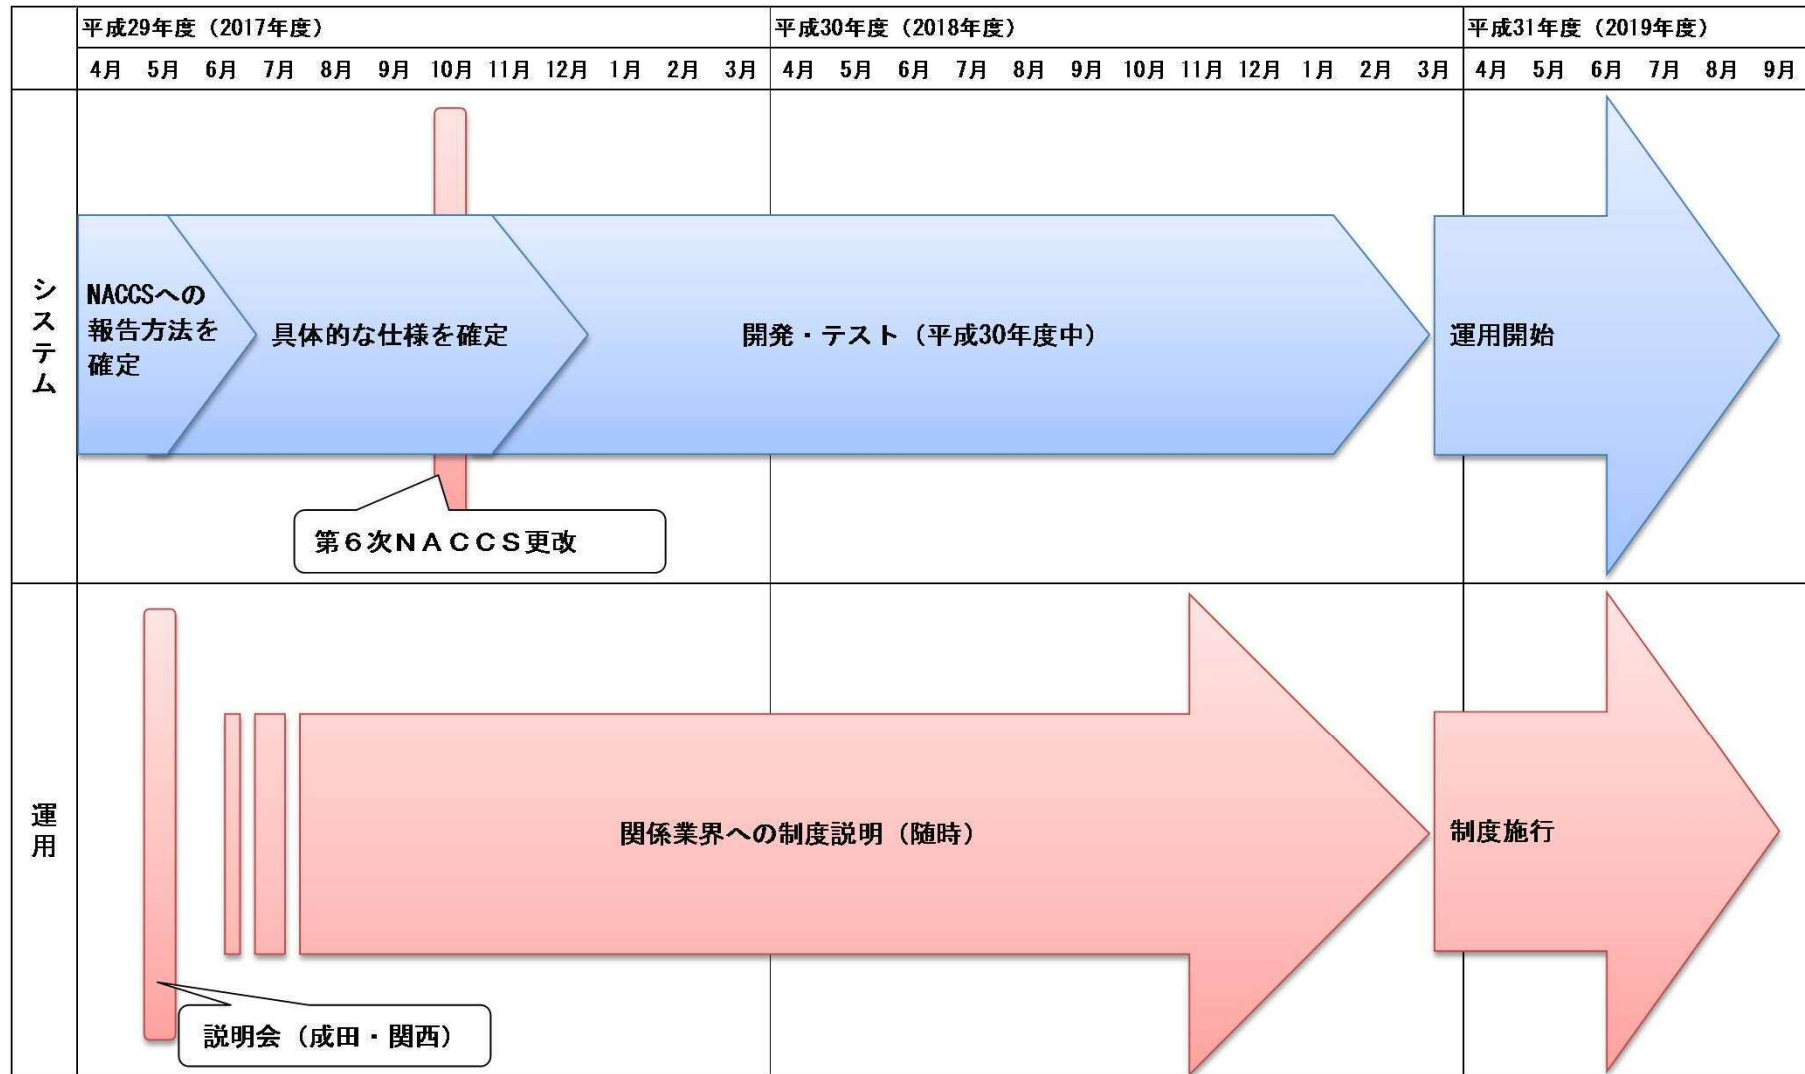 平成29年度（2017年度）
平成30年度（2018年度）
平成31年度（2019年度）
4月 5月 6月 7月 8月 9月 10月 11月 12月 1月 2月 3月 4月 5月 6月 7月 8月 9月 10月 11月 12月 1月 2月 3月 4月 5月 6月 7月 8月 9月
システム
NACCSへの
報告方法を
確定
具体的な仕様を確定
開発・テスト（平成30年度中）
運用開始
第６次ＮＡＣＣＳ更改
運用
関係業界への制度説明（随時）
制度施行
説明会（成田・関西）